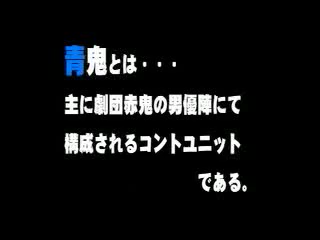 青鬼とは・・・
主に劇団赤鬼の男優陣にて
構成されるコントユニット
である。